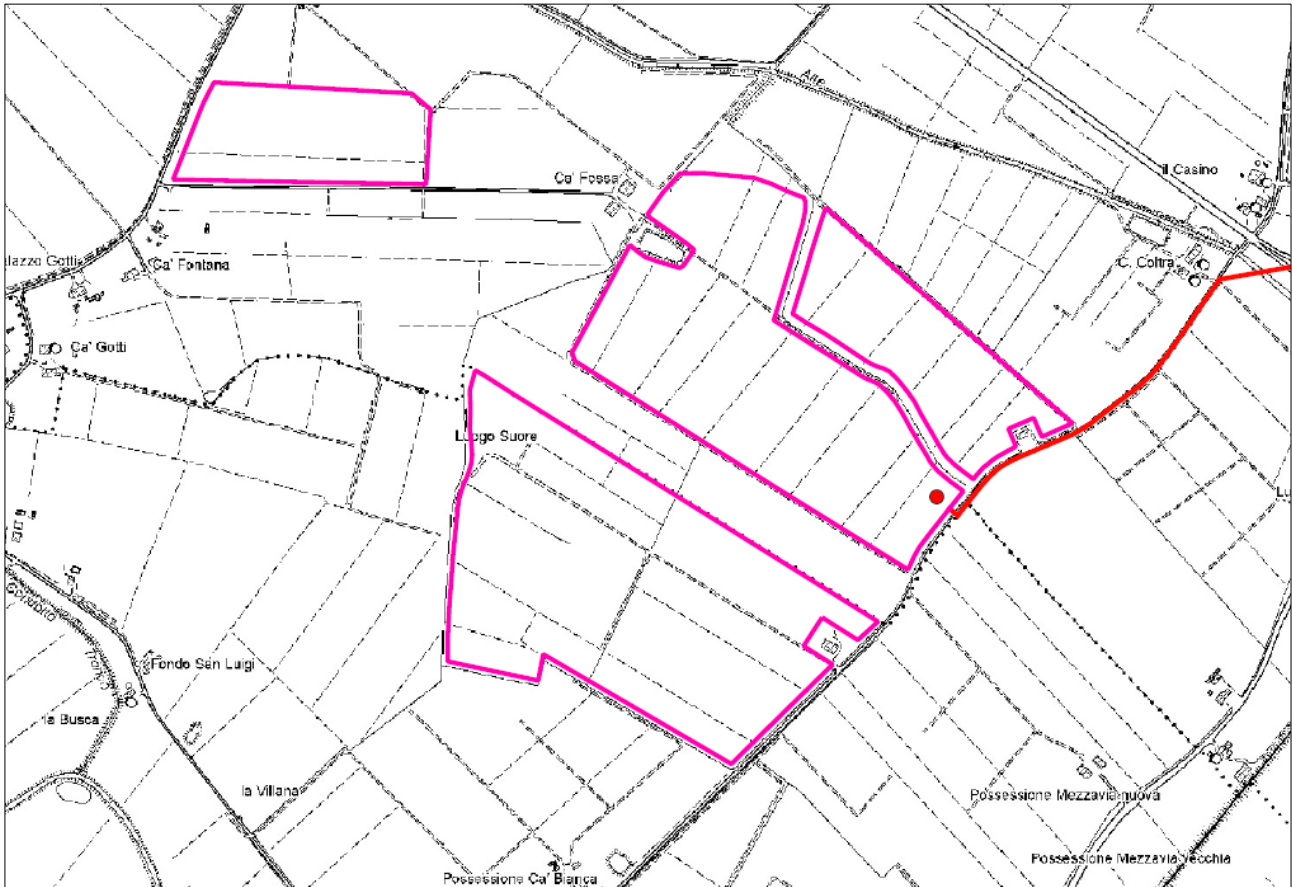 Alle
il Casino
Ca' Fossa
C. Coltra
alazzo Gotti
Ca' Fontana
Ca' Gotti
Luogo Suore
Lu
Fondo San Luigi
la Busca
la Villana
Possessione Mezzavia nuova
Possessione Mezzavia Vecchia
Possessione Ca' Bianca